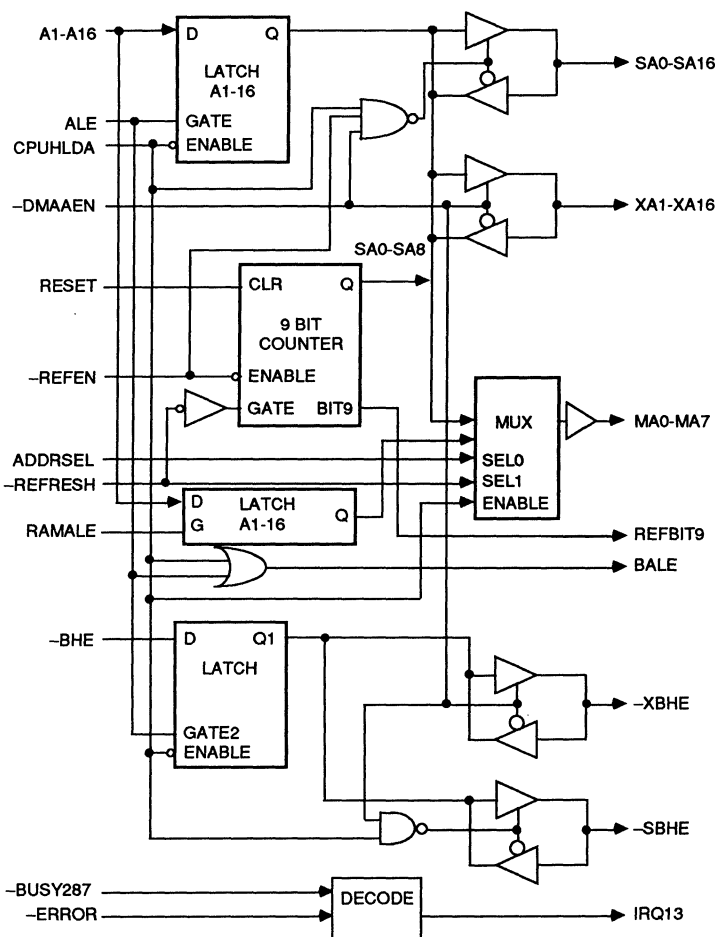 A1-A16
D Q
LATCH
A1-16
SA0-SA16
ALE
GATE
CPUHLDA
ENABLE
–DMAAEN
XA1-XA16
SA0-SA8
RESET
CLR Q
9 BIT
COUNTER
–REFEN
ENABLE
GATE BIT9
MUX
MA0-MA7
ADDRSEL
SEL0
–REFRESH
SEL1
D LATCH
ENABLE
RAMALE
G A1-16 Q
REFBIT9
BALE
–BHE
D Q1
LATCH
–XBHE
GATE2
ENABLE
–SBHE
–BUSY287
DECODE
–ERROR
IRQ13